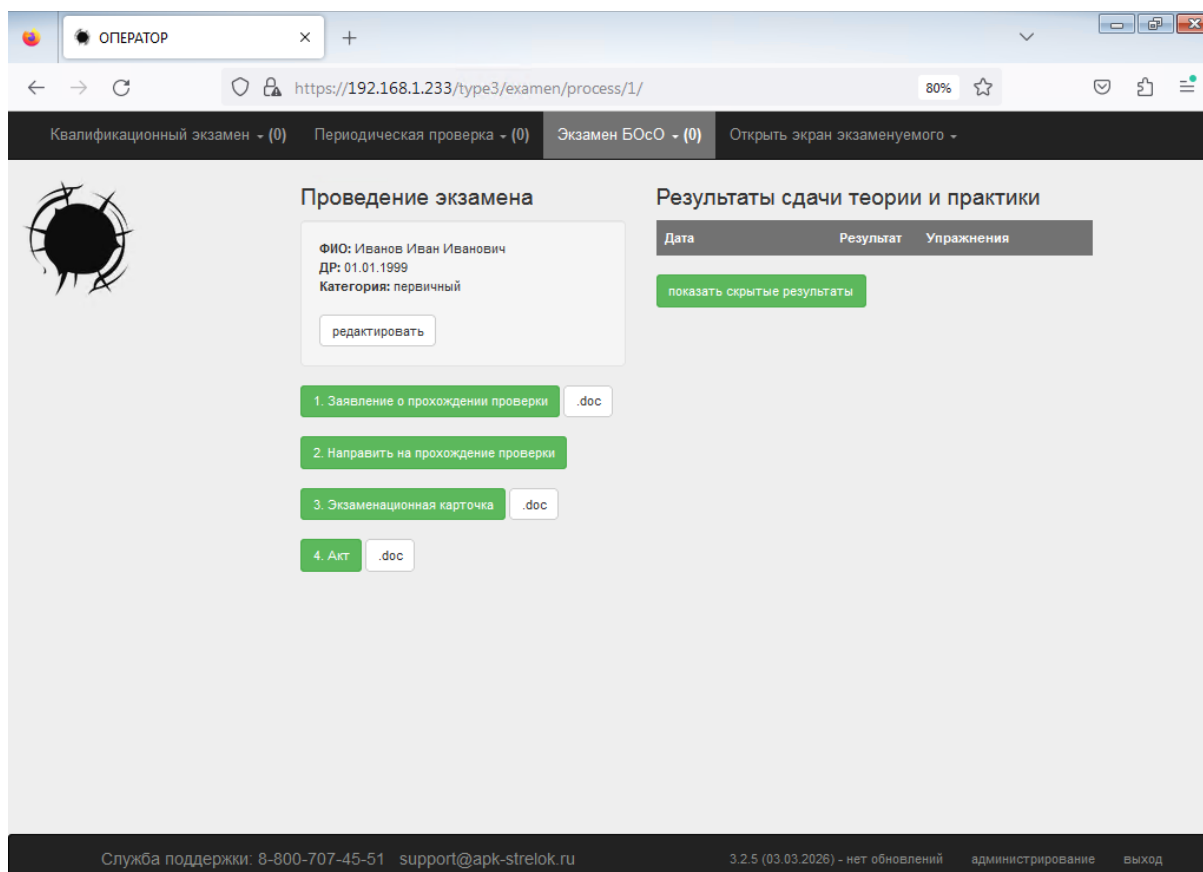 ОПЕРАТОР
https://192.168.1.233/type3/examen/process/1/
80%
Квалификационный экзамен (0) Периодическая проверка (0) Экзамен БОсО (0) Открыть экран экзаменуемого
Проведение экзамена
ФИО: Иванов Иван Иванович
ДР: 01.01.1999
Категория: первичный
редактировать
1. Заявление о прохождении проверки .doc
2. Направить на прохождение проверки
3. Экзаменационная карточка .doc
4. Акт .doc
Результаты сдачи теории и практики
Дата Результат Упражнения
показать скрытые результаты
Служба поддержки: 8-800-707-45-51 support@apk-strelok.ru 3.2.5 (03.03.2026) - нет обновлений администрирование выход